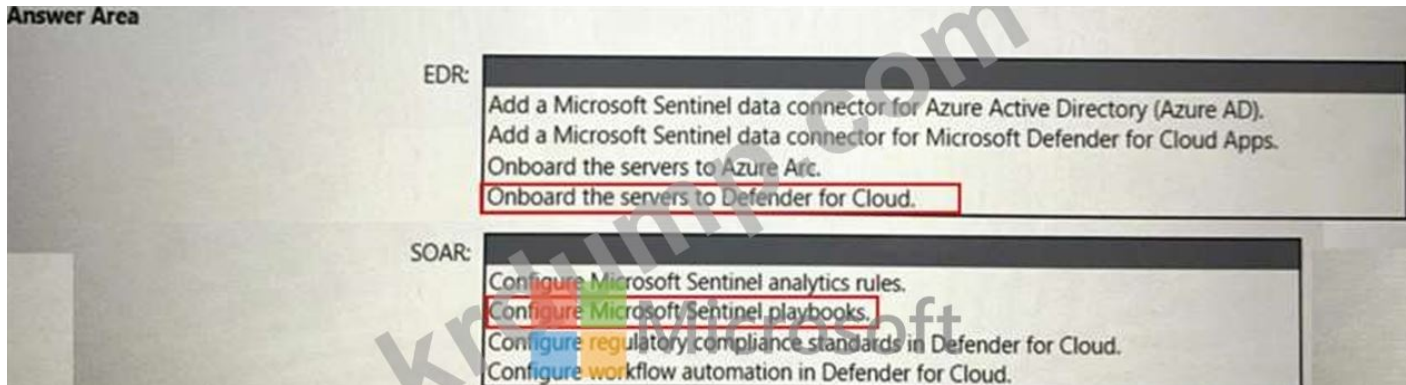 Answer Area
EDR:
Add a Microsoft Sentinel data connector for Azure Active Directory (Azure AD).
Add a Microsoft Sentinel data connector for Microsoft Defender for Cloud Apps.
Onboard the servers to Azure Arc.
Onboard the servers to Defender for Cloud.
SOAR:
Configure Microsoft Sentinel analytics rules.
Configure Microsoft Sentinel playbooks.
Configure regulatory compliance standards in Defender for Cloud.
Configure workflow automation in Defender for Cloud.
krdump.com
Microsoft